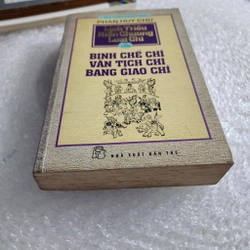 PHAN HUY CHÚ
Lịch Triều
Hiến Chương
Loại Chí
BINH CHẾ CHÍ
VĂN TỊCH CHÍ
BANG GIAO CHÍ
NHÀ XUẤT BẢN TRẺ